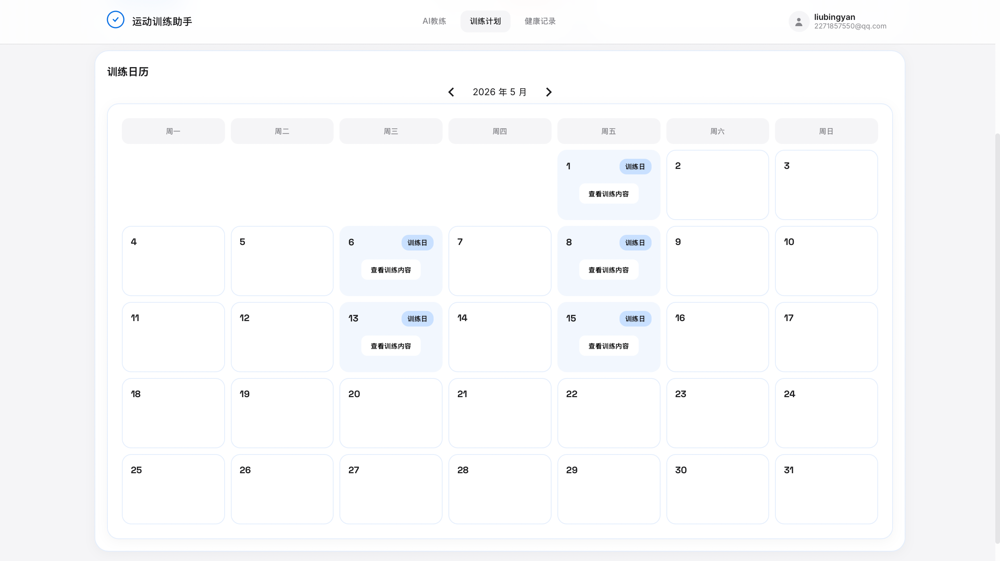 运动训练助手
AI教练
训练计划
健康记录
liubingyan
2271857550@qq.com
训练日历
2026 年 5 月
周一
周二
周三
周四
周五
周六
周日
1
训练日
查看训练内容
2
3
4
5
6
训练日
查看训练内容
7
8
训练日
查看训练内容
9
10
11
12
13
训练日
查看训练内容
14
15
训练日
查看训练内容
16
17
18
19
20
21
22
23
24
25
26
27
28
29
30
31